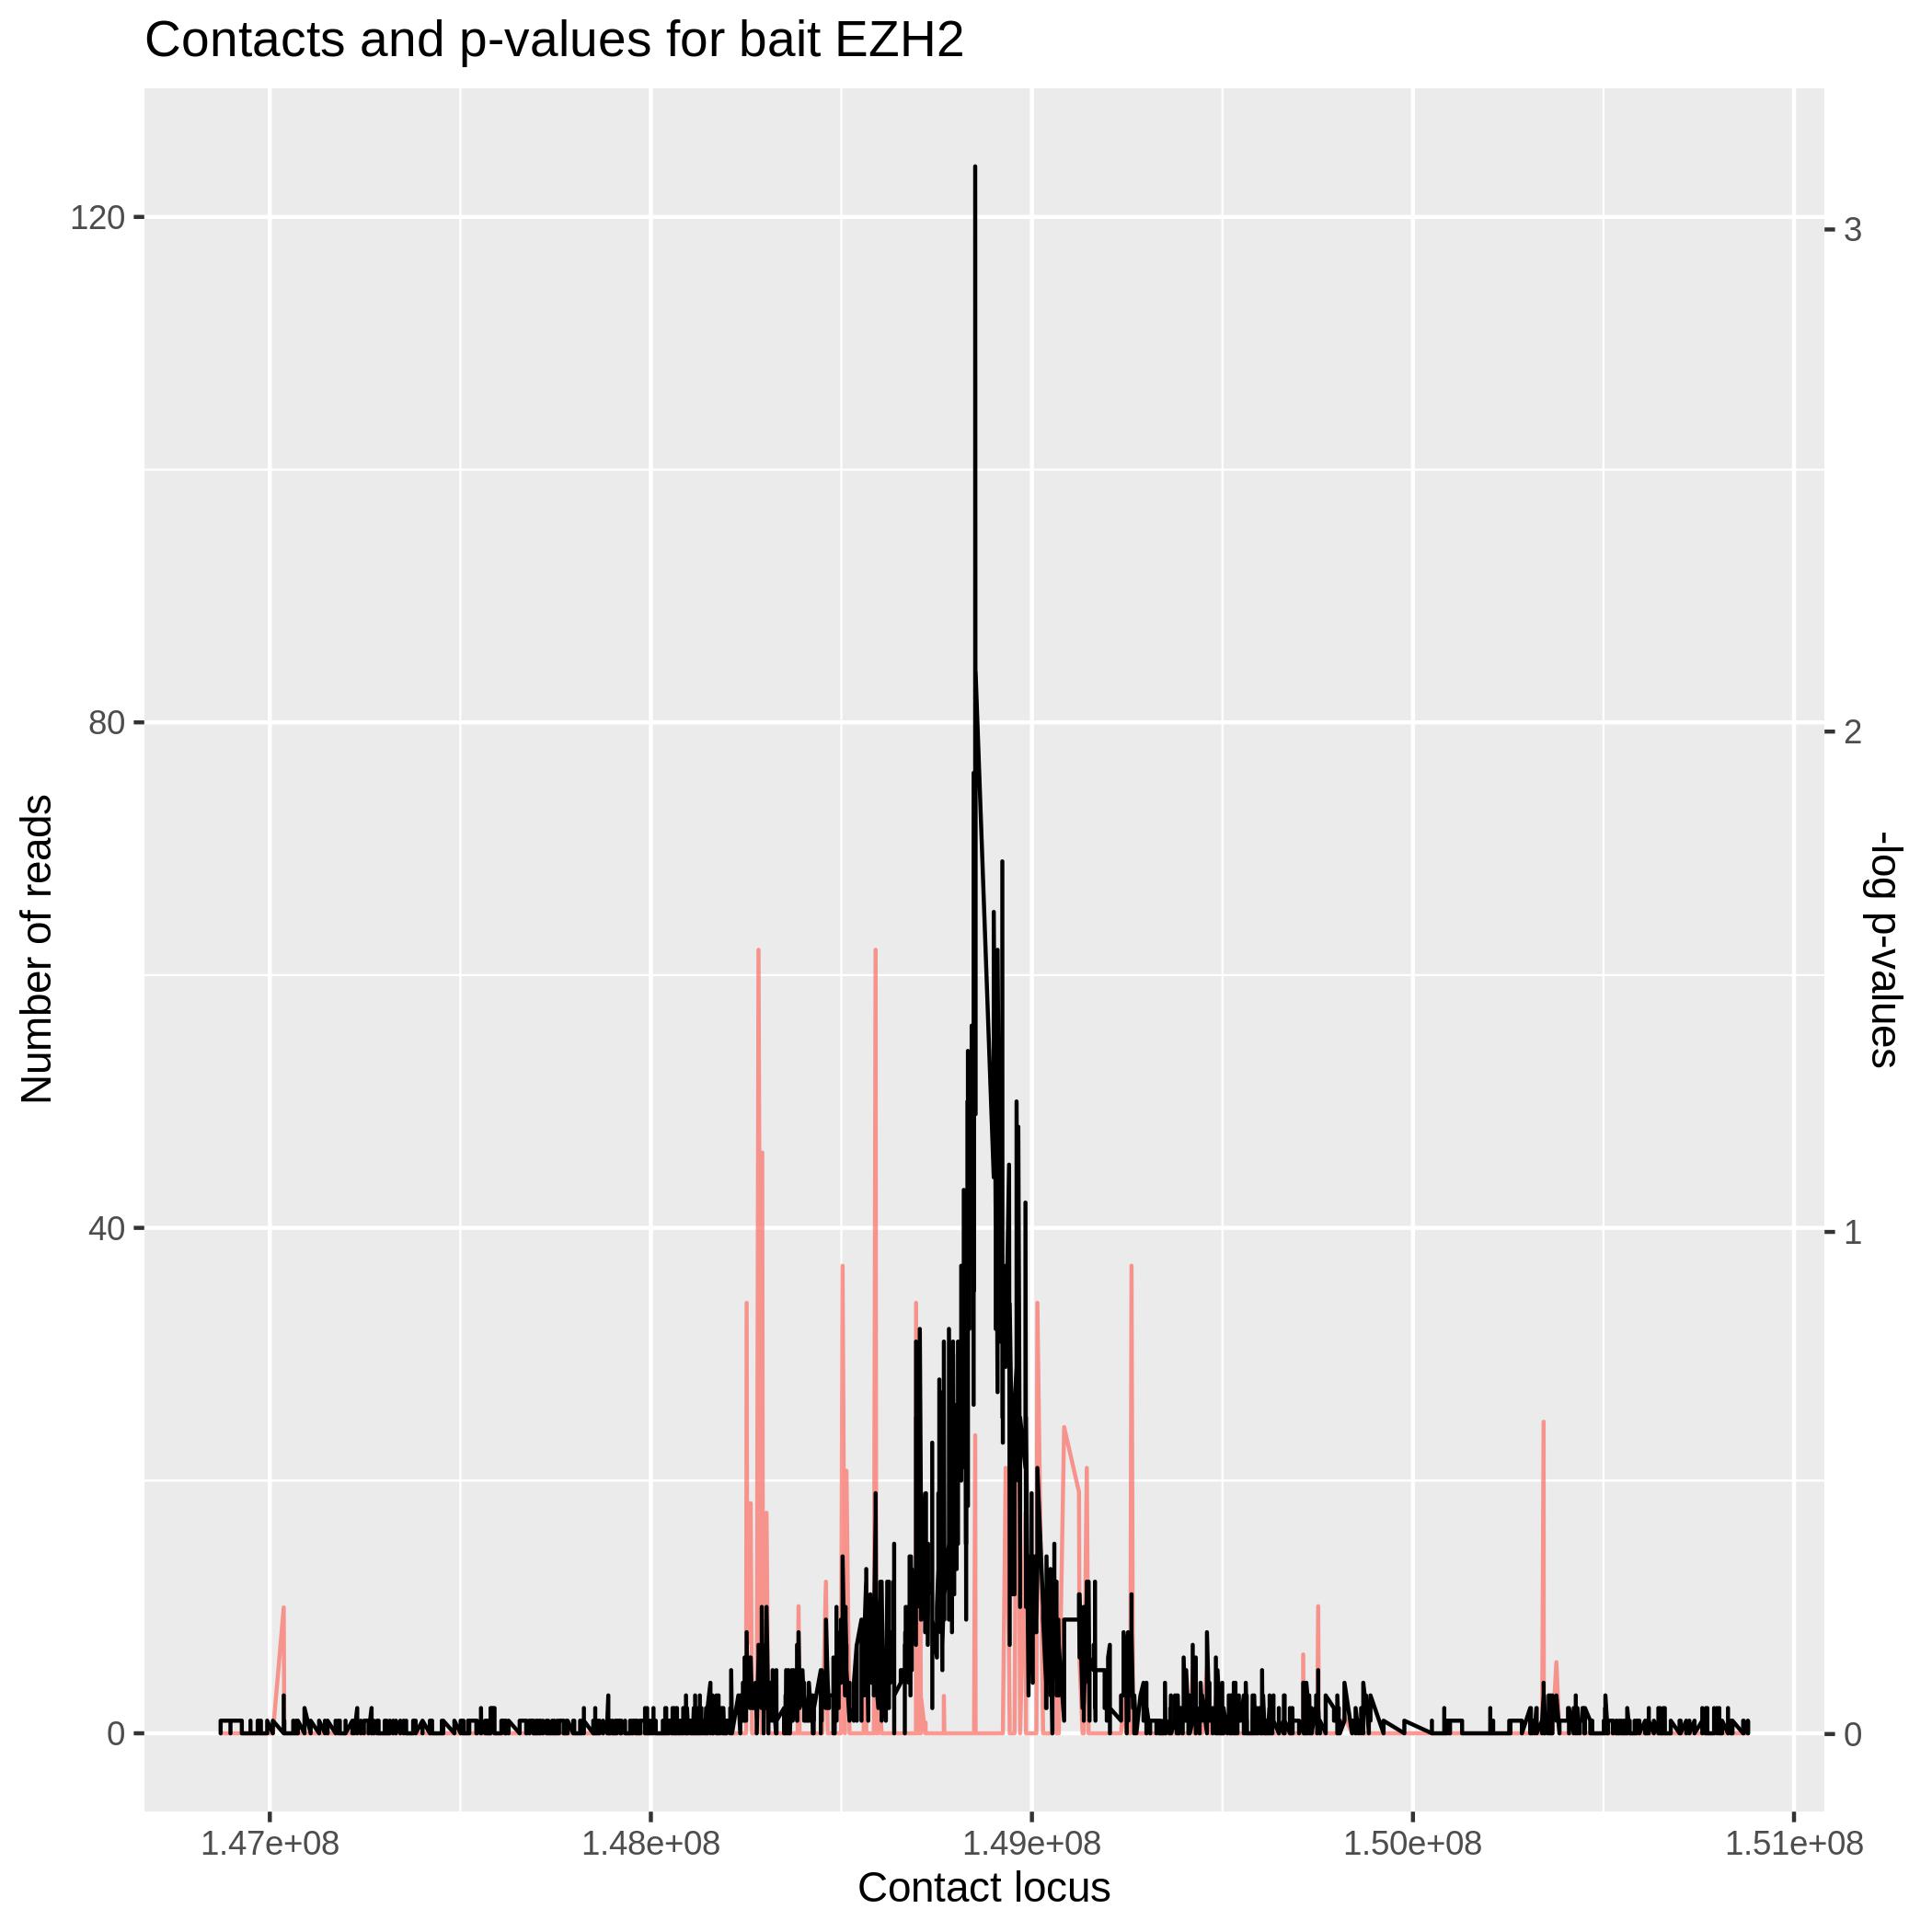 Contacts and p-values for bait EZH2
120
80
40
0
Number of reads
3
2
1
0
-log p-values
1.47e+08
1.48e+08
1.49e+08
1.50e+08
1.51e+08
Contact locus